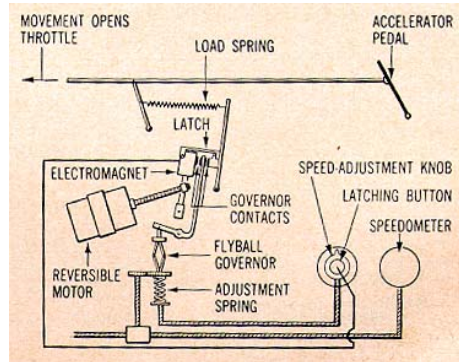 MOVEMENT OPENS
THROTTLE
ACCELERATOR
PEDAL
LOAD SPRING
LATCH
ELECTROMAGNET
SPEED-ADJUSTMENT KNOB
LATCHING BUTTON
SPEEDOMETER
GOVERNOR
CONTACTS
FLYBALL
GOVERNOR
REVERSIBLE
MOTOR
ADJUSTMENT
SPRING